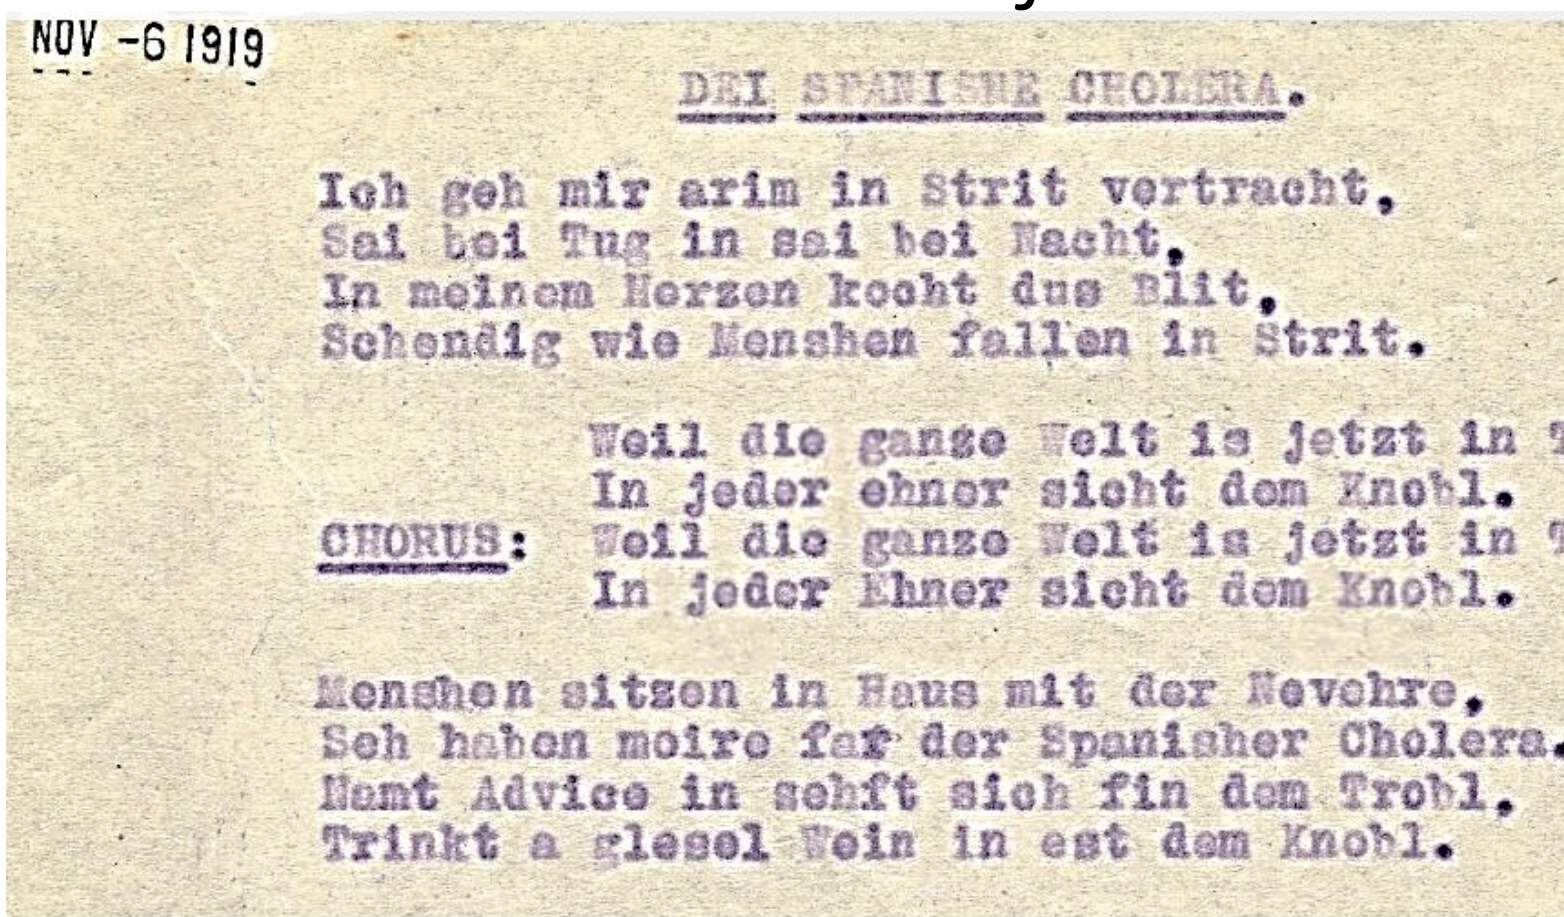 NOV -6 1919
DEI SPANISHE CHOLERA.
Ich geh mir arim in Strit vertracht,
Sai bei Tug in sai bei Nacht,
In meinem Herzen kocht dus Blit,
Schendig wie Menshen fallen in Strit.
Weil die ganze Welt is jetzt in
In jeder ehner sicht dem Knobl.
CHORUS: Weil die ganze Welt is jetzt in
In jeder Ehner sicht dem Knobl.
Menshen sitzen in Haus mit der Nevehre,
Seh haben moire far der Spanisher Cholera.
Nemt Advice in sehft sich fin dem Trobl,
Trinkt a glesel Wein in est dem Knobl.